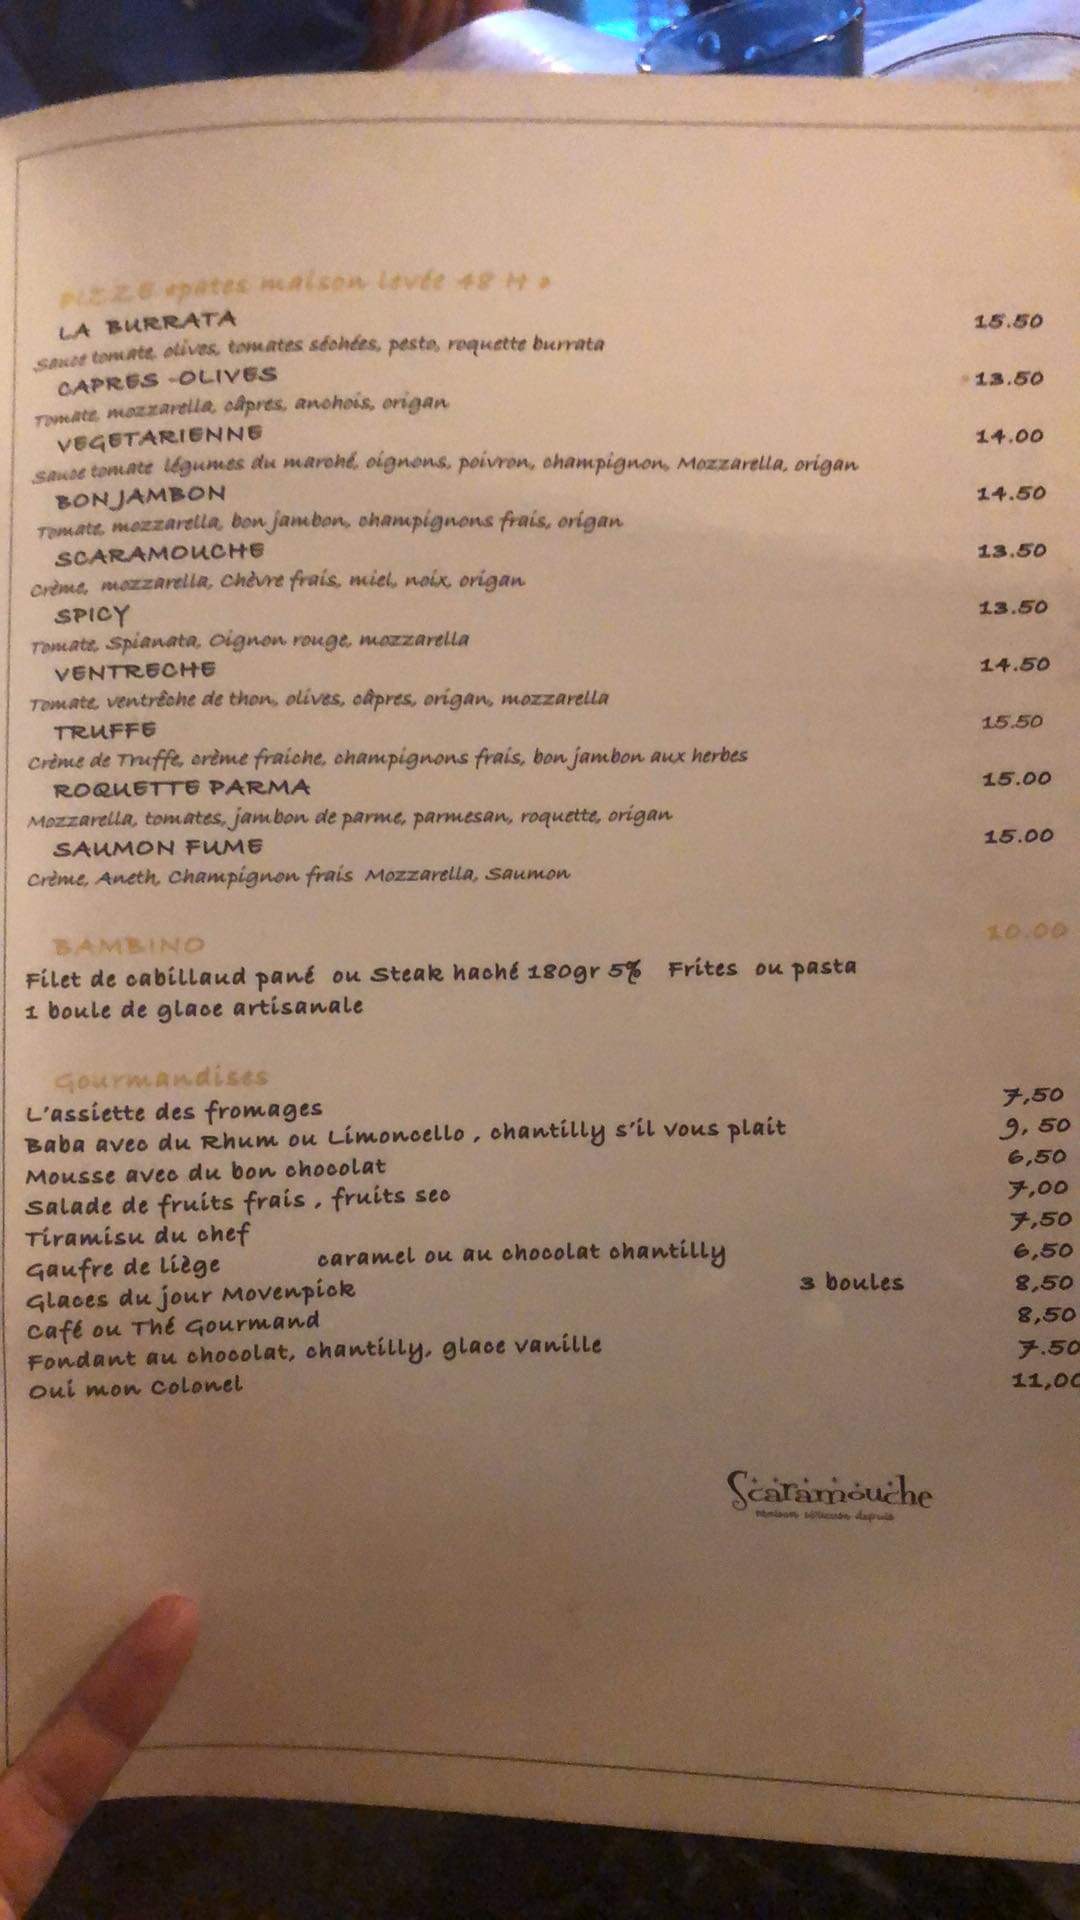 PIZZE «pates maison levée 48 H »
LA BURRATA 15.50
Sauce tomate, olives, tomates séchées, pesto, roquette burrata
CAPRES -OLIVES 13.50
Tomate, mozzarella, câpres, anchois, origan
VEGETARIENNE 14.00
Sauce tomate légumes du marché, oignons, poivron, champignon, Mozzarella, origan
BON JAMBON 14.50
Tomate, mozzarella, bon jambon, champignons frais, origan
SCARAMOUCHE 13.50
Crème, mozzarella, Chèvre frais, miel, noix, origan
SPICY 13.50
Tomate, Spianata, Oignon rouge, mozzarella
VENTRECHE 14.50
Tomate, ventrêche de thon, olives, câpres, origan, mozzarella
TRUFFE 15.50
Crème de Truffe, crème fraiche, champignons frais, bon jambon aux herbes
ROQUETTE PARMA 15.00
Mozzarella, tomates, jambon de parme, parmesan, roquette, origan
SAUMON FUME 15.00
Crème, Aneth, Champignon frais Mozzarella, Saumon
BAMBINO 10.00
Filet de cabillaud pané ou Steak haché 180gr 5% Frites ou pasta
1 boule de glace artisanale
Gourmandises
L'assiette des fromages 7,50
Baba avec du Rhum ou Limoncello , chantilly s'il vous plait 9, 50
Mousse avec du bon chocolat 6,50
Salade de fruits frais , fruits sec 7,00
Tiramisu du chef 7,50
Gaufre de liège caramel ou au chocolat chantilly 6,50
Glaces du jour Movenpick 3 boules 8,50
Café ou Thé Gourmand 8,50
Fondant au chocolat, chantilly, glace vanille 7.50
Oui mon Colonel 11,00
Scaramouche